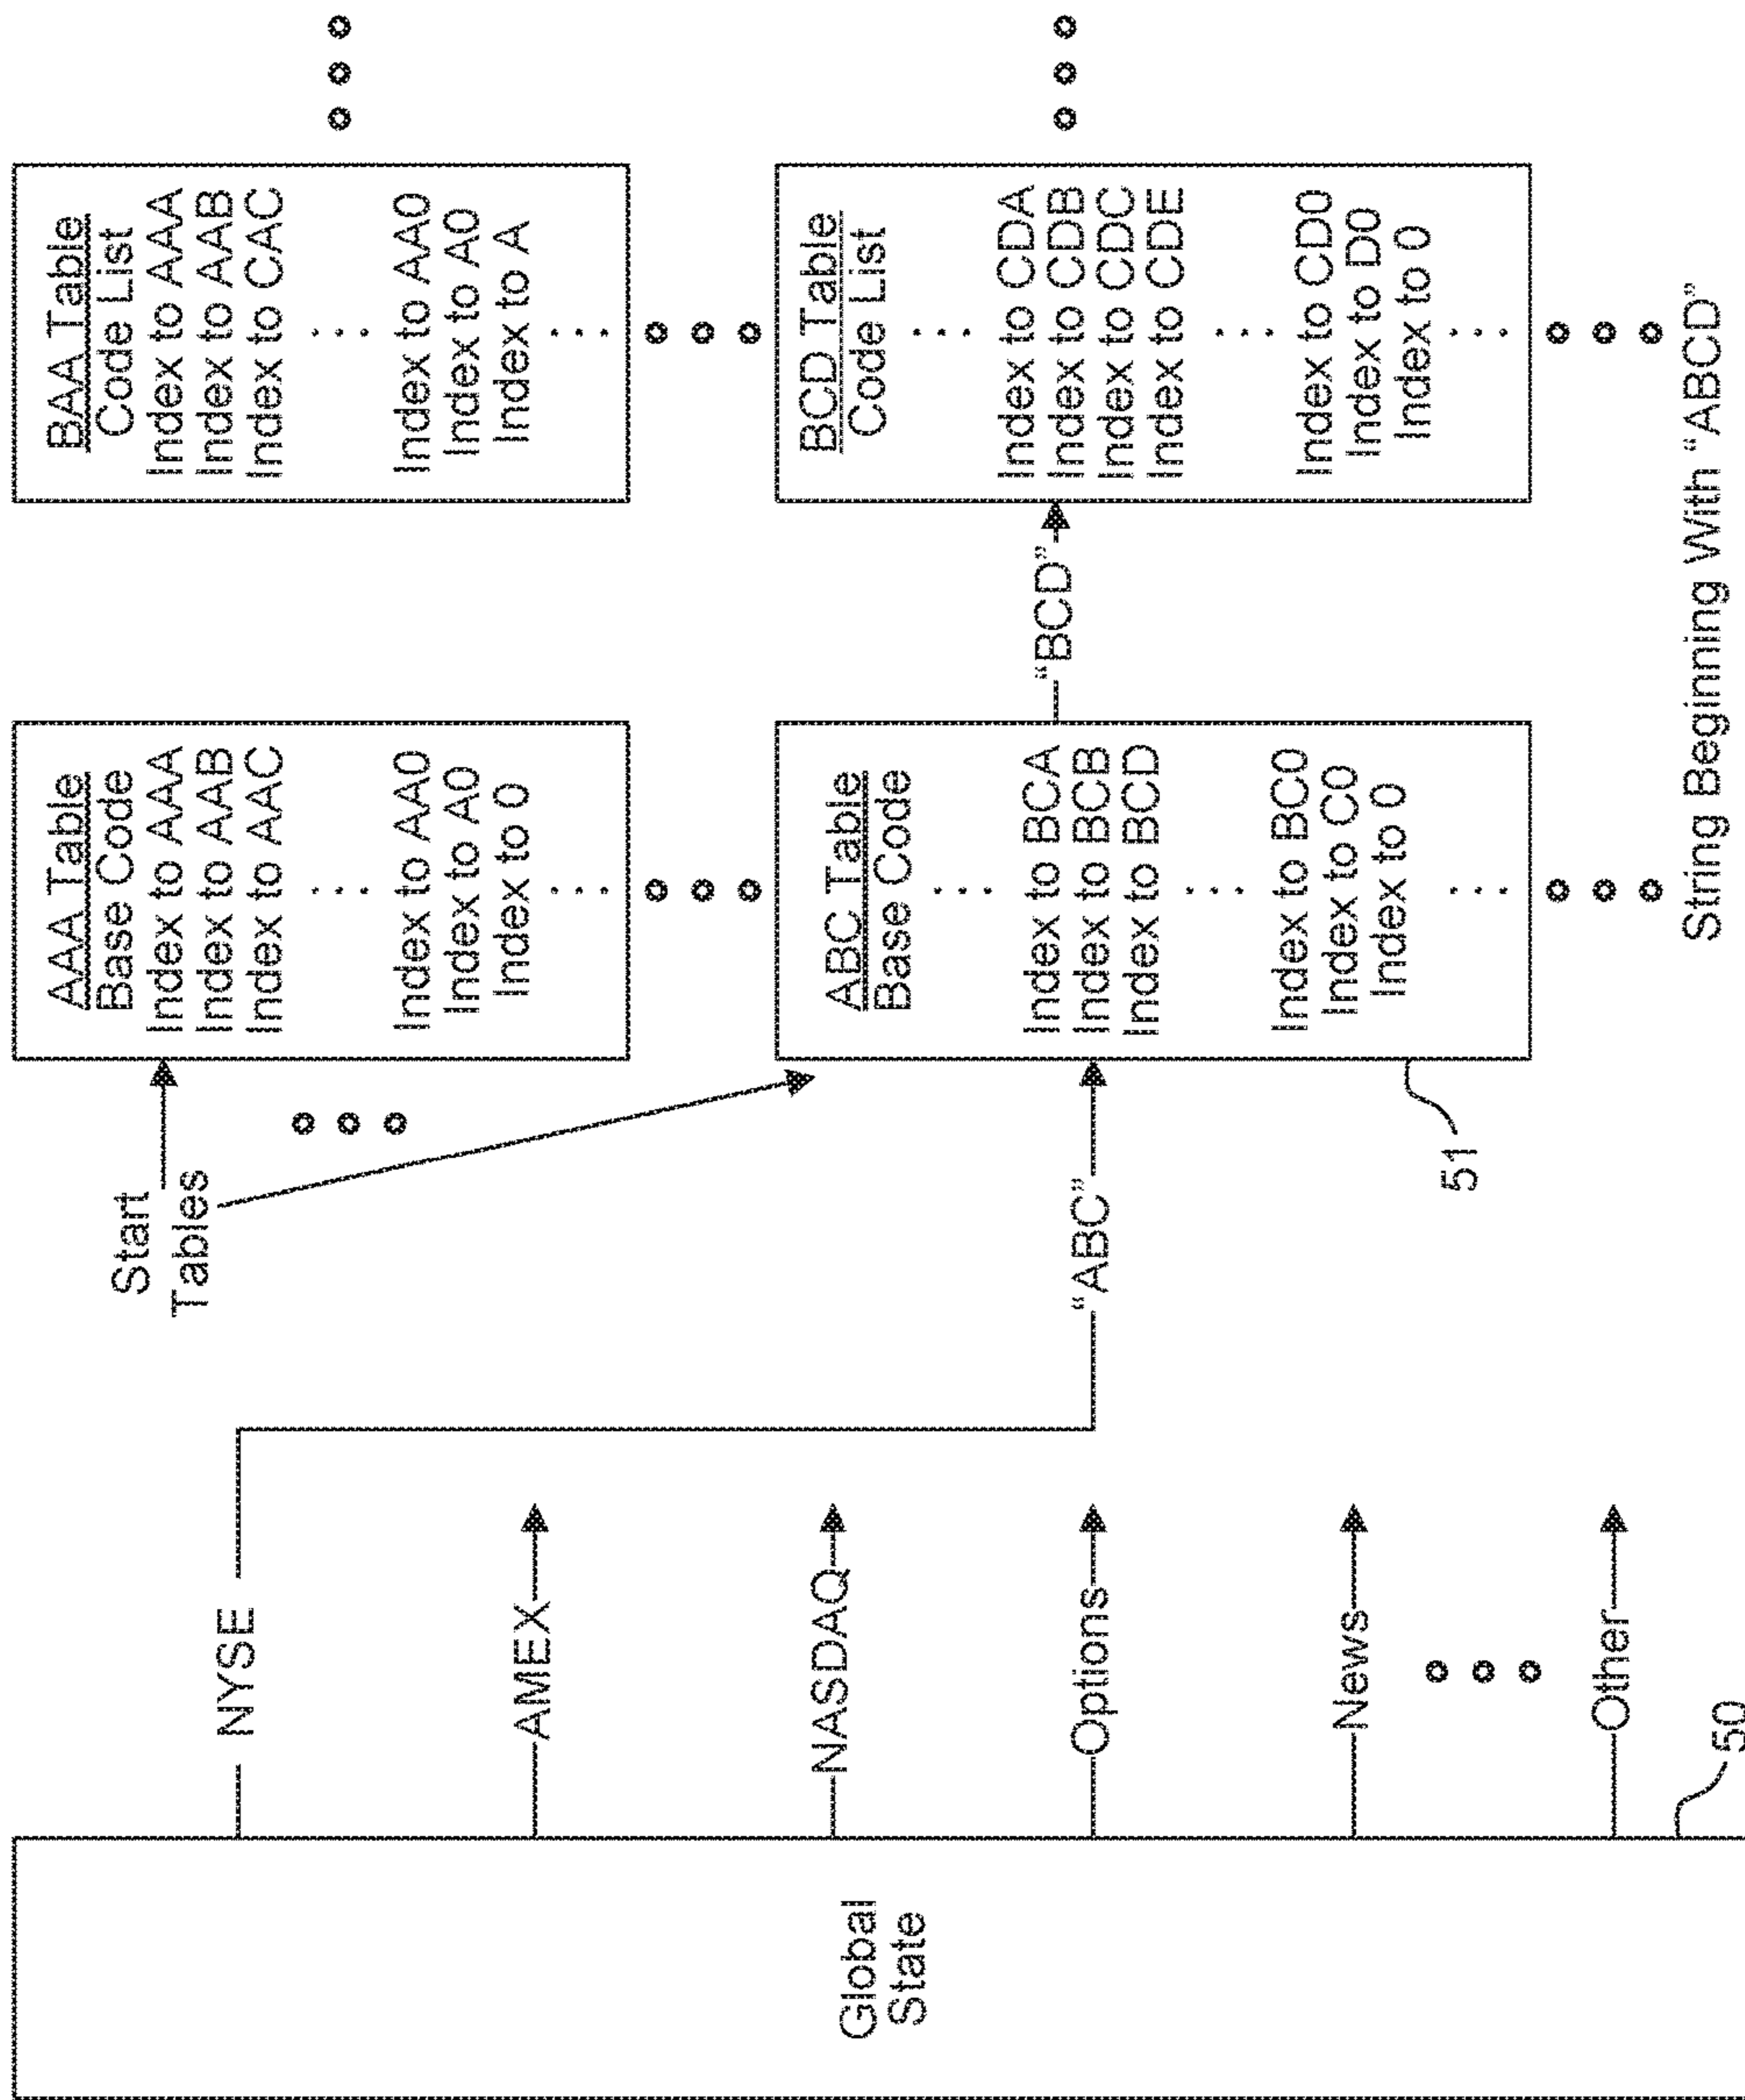 Global
State
50
NYSE
AMEX
NASDAQ
Options
News
Other
Start
Tables
"ABC"
51
AAA Table
Base Code
Index to AAA
Index to AAB
Index to AAC
...
Index to AA0
Index to A0
Index to 0
...
ABC Table
Base Code
...
Index to BCA
Index to BCB
Index to BCD
...
Index to BC0
Index to C0
Index to 0
...
"BCD"
BAA Table
Code List
Index to AAA
Index to AAB
Index to CAC
...
Index to AA0
Index to A0
Index to A
...
BCD Table
Code List
...
Index to CDA
Index to CDB
Index to CDC
Index to CDE
...
Index to CD0
Index to D0
Index to 0
...
String Beginning With "ABCD"